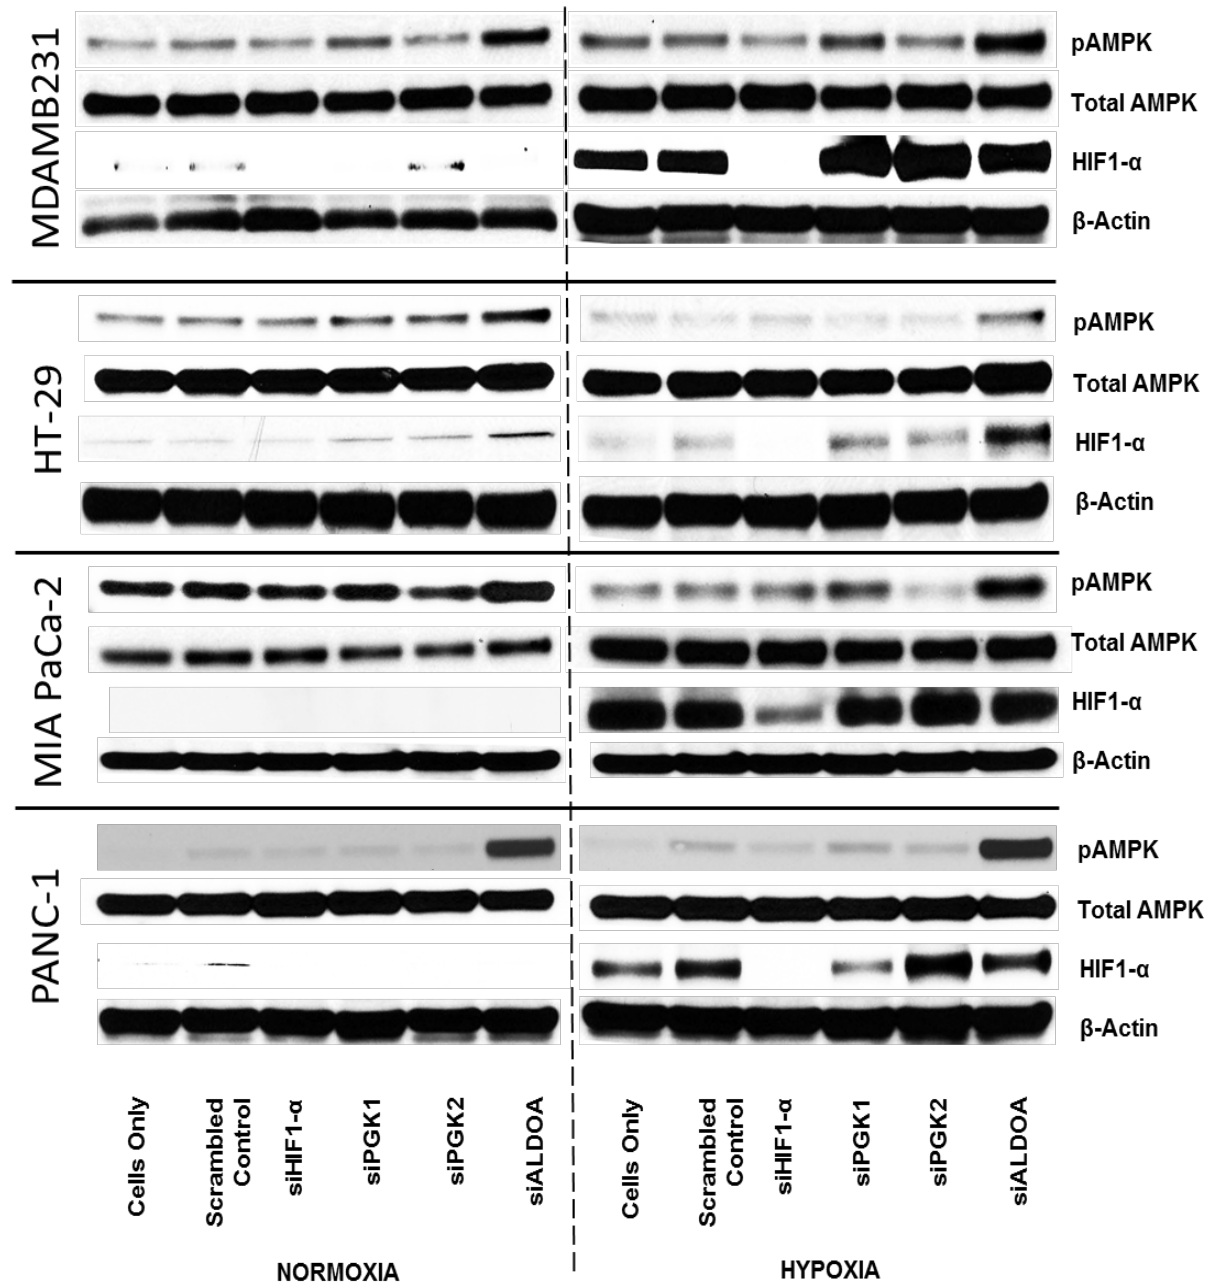 MDAMB231
pAMPK
Total AMPK
HIF1-α
β-Actin
HT-29
pAMPK
Total AMPK
HIF1-α
β-Actin
MIA PaCa-2
pAMPK
Total AMPK
HIF1-α
β-Actin
PANC-1
pAMPK
Total AMPK
HIF1-α
β-Actin
Cells Only
Scrambled
Control
siHIF1-α
siPGK1
siPGK2
siALDOA
Cells Only
Scrambled
Control
siHIF1-α
siPGK1
siPGK2
siALDOA
NORMOXIA
HYPOXIA